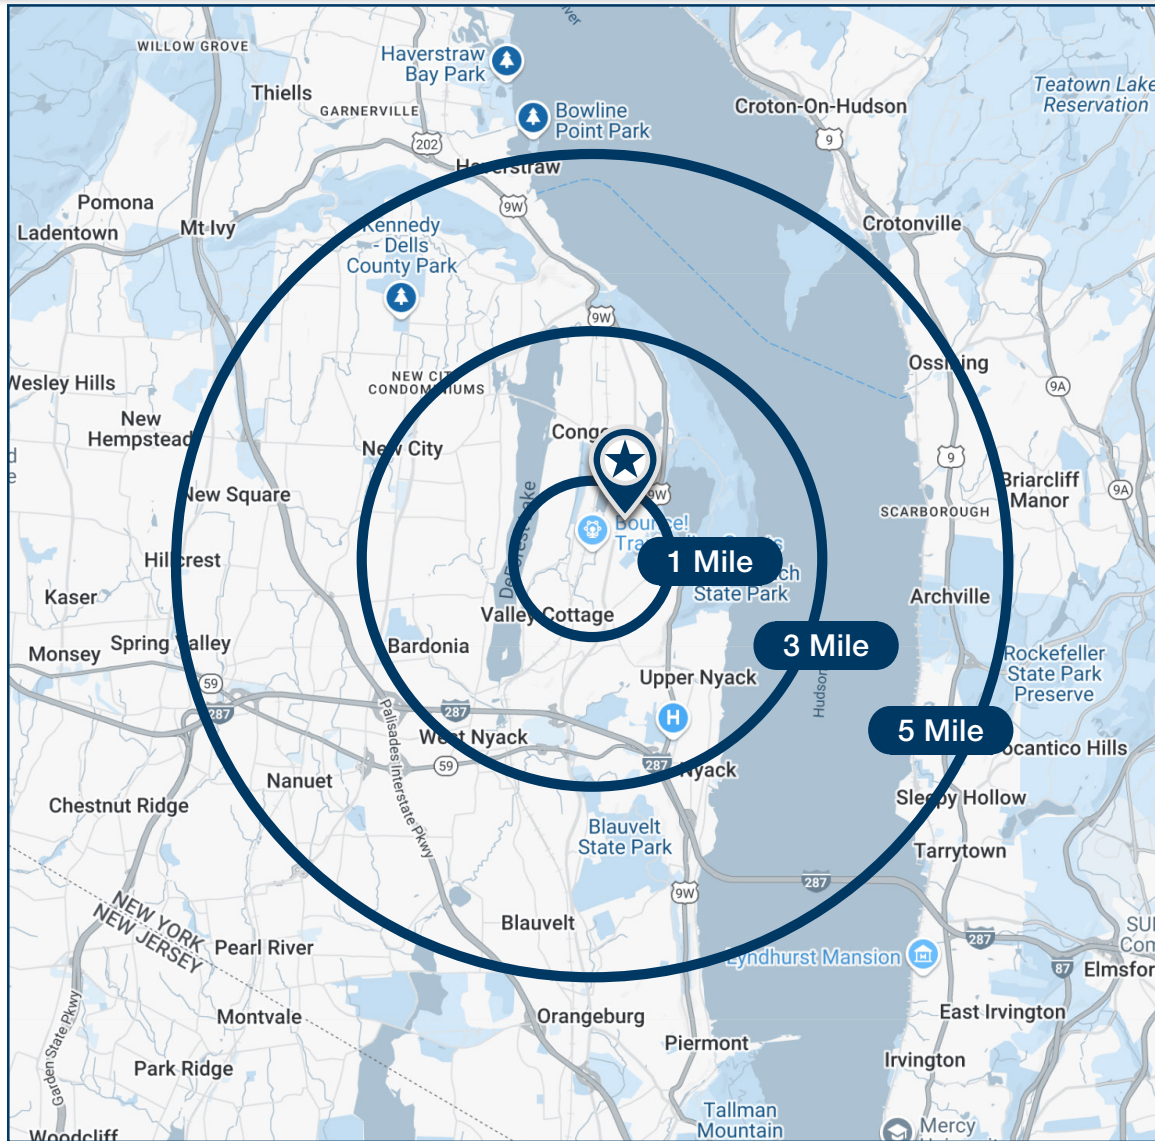 WILLOW GROVE
Haverstraw
Bay Park
Thiells
GARNERVILLE
Bowline
Point Park
Croton-On-Hudson
Teatown Lake
Reservation
9
202
Haverstraw
Pomona
Ladentown
Mt Ivy
9W
Kennedy
- Dells
County Park
Crotonville
9W
Ossining
Wesley Hills
NEW CITY
CONDOMINIUMS
9A
New
Hempstead
New City
9
New Square
9W
Briarcliff
Manor
9A
SCARBOROUGH
DeForest Lake
Bounce!
1 Mile
State Park
Hillcrest
Kaser
Valley Cottage
Archville
Spring Valley
Monsey
Bardonia
3 Mile
Rockefeller
State Park
Preserve
Upper Nyack
Hudson
59
287
287
H
5 Mile
West Nyack
Palisades Interstate Pkwy
59
287
Nyack
Nanuet
Chestnut Ridge
Sleepy Hollow
Blauvelt
State Park
Tarrytown
287
9W
NEW YORK
NEW JERSEY
Blauvelt
Pearl River
Lyndhurst Mansion
287
87
Montvale
Orangeburg
East Irvington
Garden State Pkwy
Piermont
Park Ridge
Irvington
Tallman
Mountain
Mercy
Woodcliff